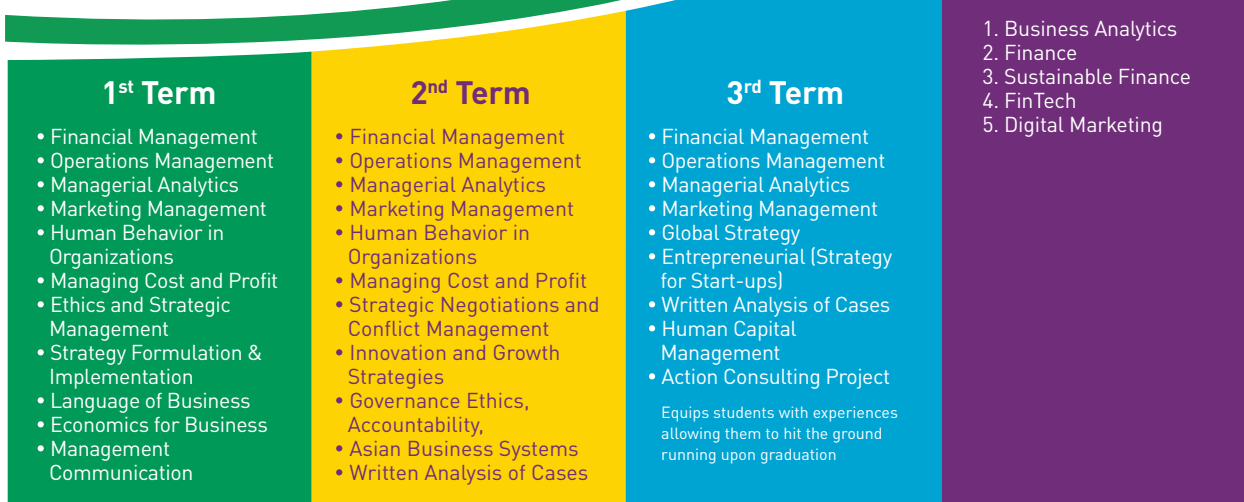 1st Term
• Financial Management
• Operations Management
• Managerial Analytics
• Marketing Management
• Human Behavior in
Organizations
• Managing Cost and Profit
• Ethics and Strategic
Management
• Strategy Formulation &
Implementation
• Language of Business
• Economics for Business
• Management
Communication
2nd Term
• Financial Management
• Operations Management
• Managerial Analytics
• Marketing Management
• Human Behavior in
Organizations
• Managing Cost and Profit
• Strategic Negotiations and
Conflict Management
• Innovation and Growth
Strategies
• Governance Ethics,
Accountability,
• Asian Business Systems
• Written Analysis of Cases
3rd Term
• Financial Management
• Operations Management
• Managerial Analytics
• Marketing Management
• Global Strategy
• Entrepreneurial (Strategy
for Start-ups)
• Written Analysis of Cases
• Human Capital
Management
• Action Consulting Project
Equips students with experiences
allowing them to hit the ground
running upon graduation
1. Business Analytics
2. Finance
3. Sustainable Finance
4. FinTech
5. Digital Marketing